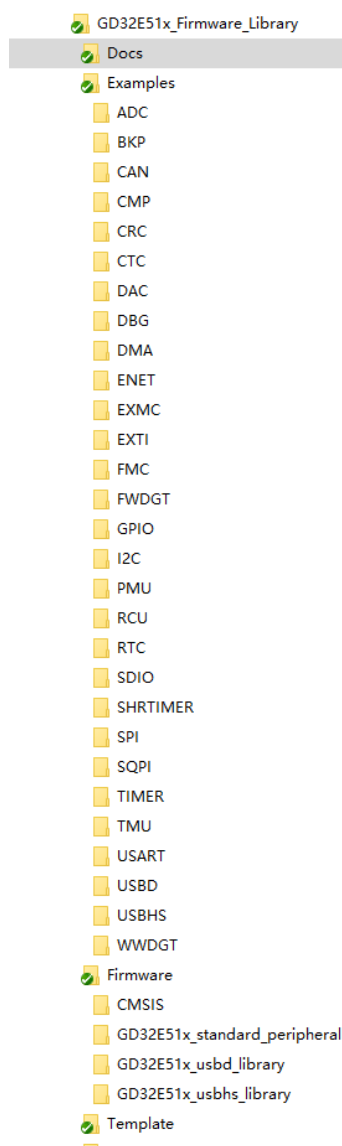 GD32E51x_Firmware_Library
Docs
Examples
ADC
BKP
CAN
CMP
CRC
CTC
DAC
DBG
DMA
ENET
EXMC
EXTI
FMC
FWDGT
GPIO
I2C
PMU
RCU
RTC
SDIO
SHRTIMER
SPI
SQPI
TIMER
TMU
USART
USBD
USBHS
WWDGT
Firmware
CMSIS
GD32E51x_standard_peripheral
GD32E51x_usbd_library
GD32E51x_usbhs_library
Template